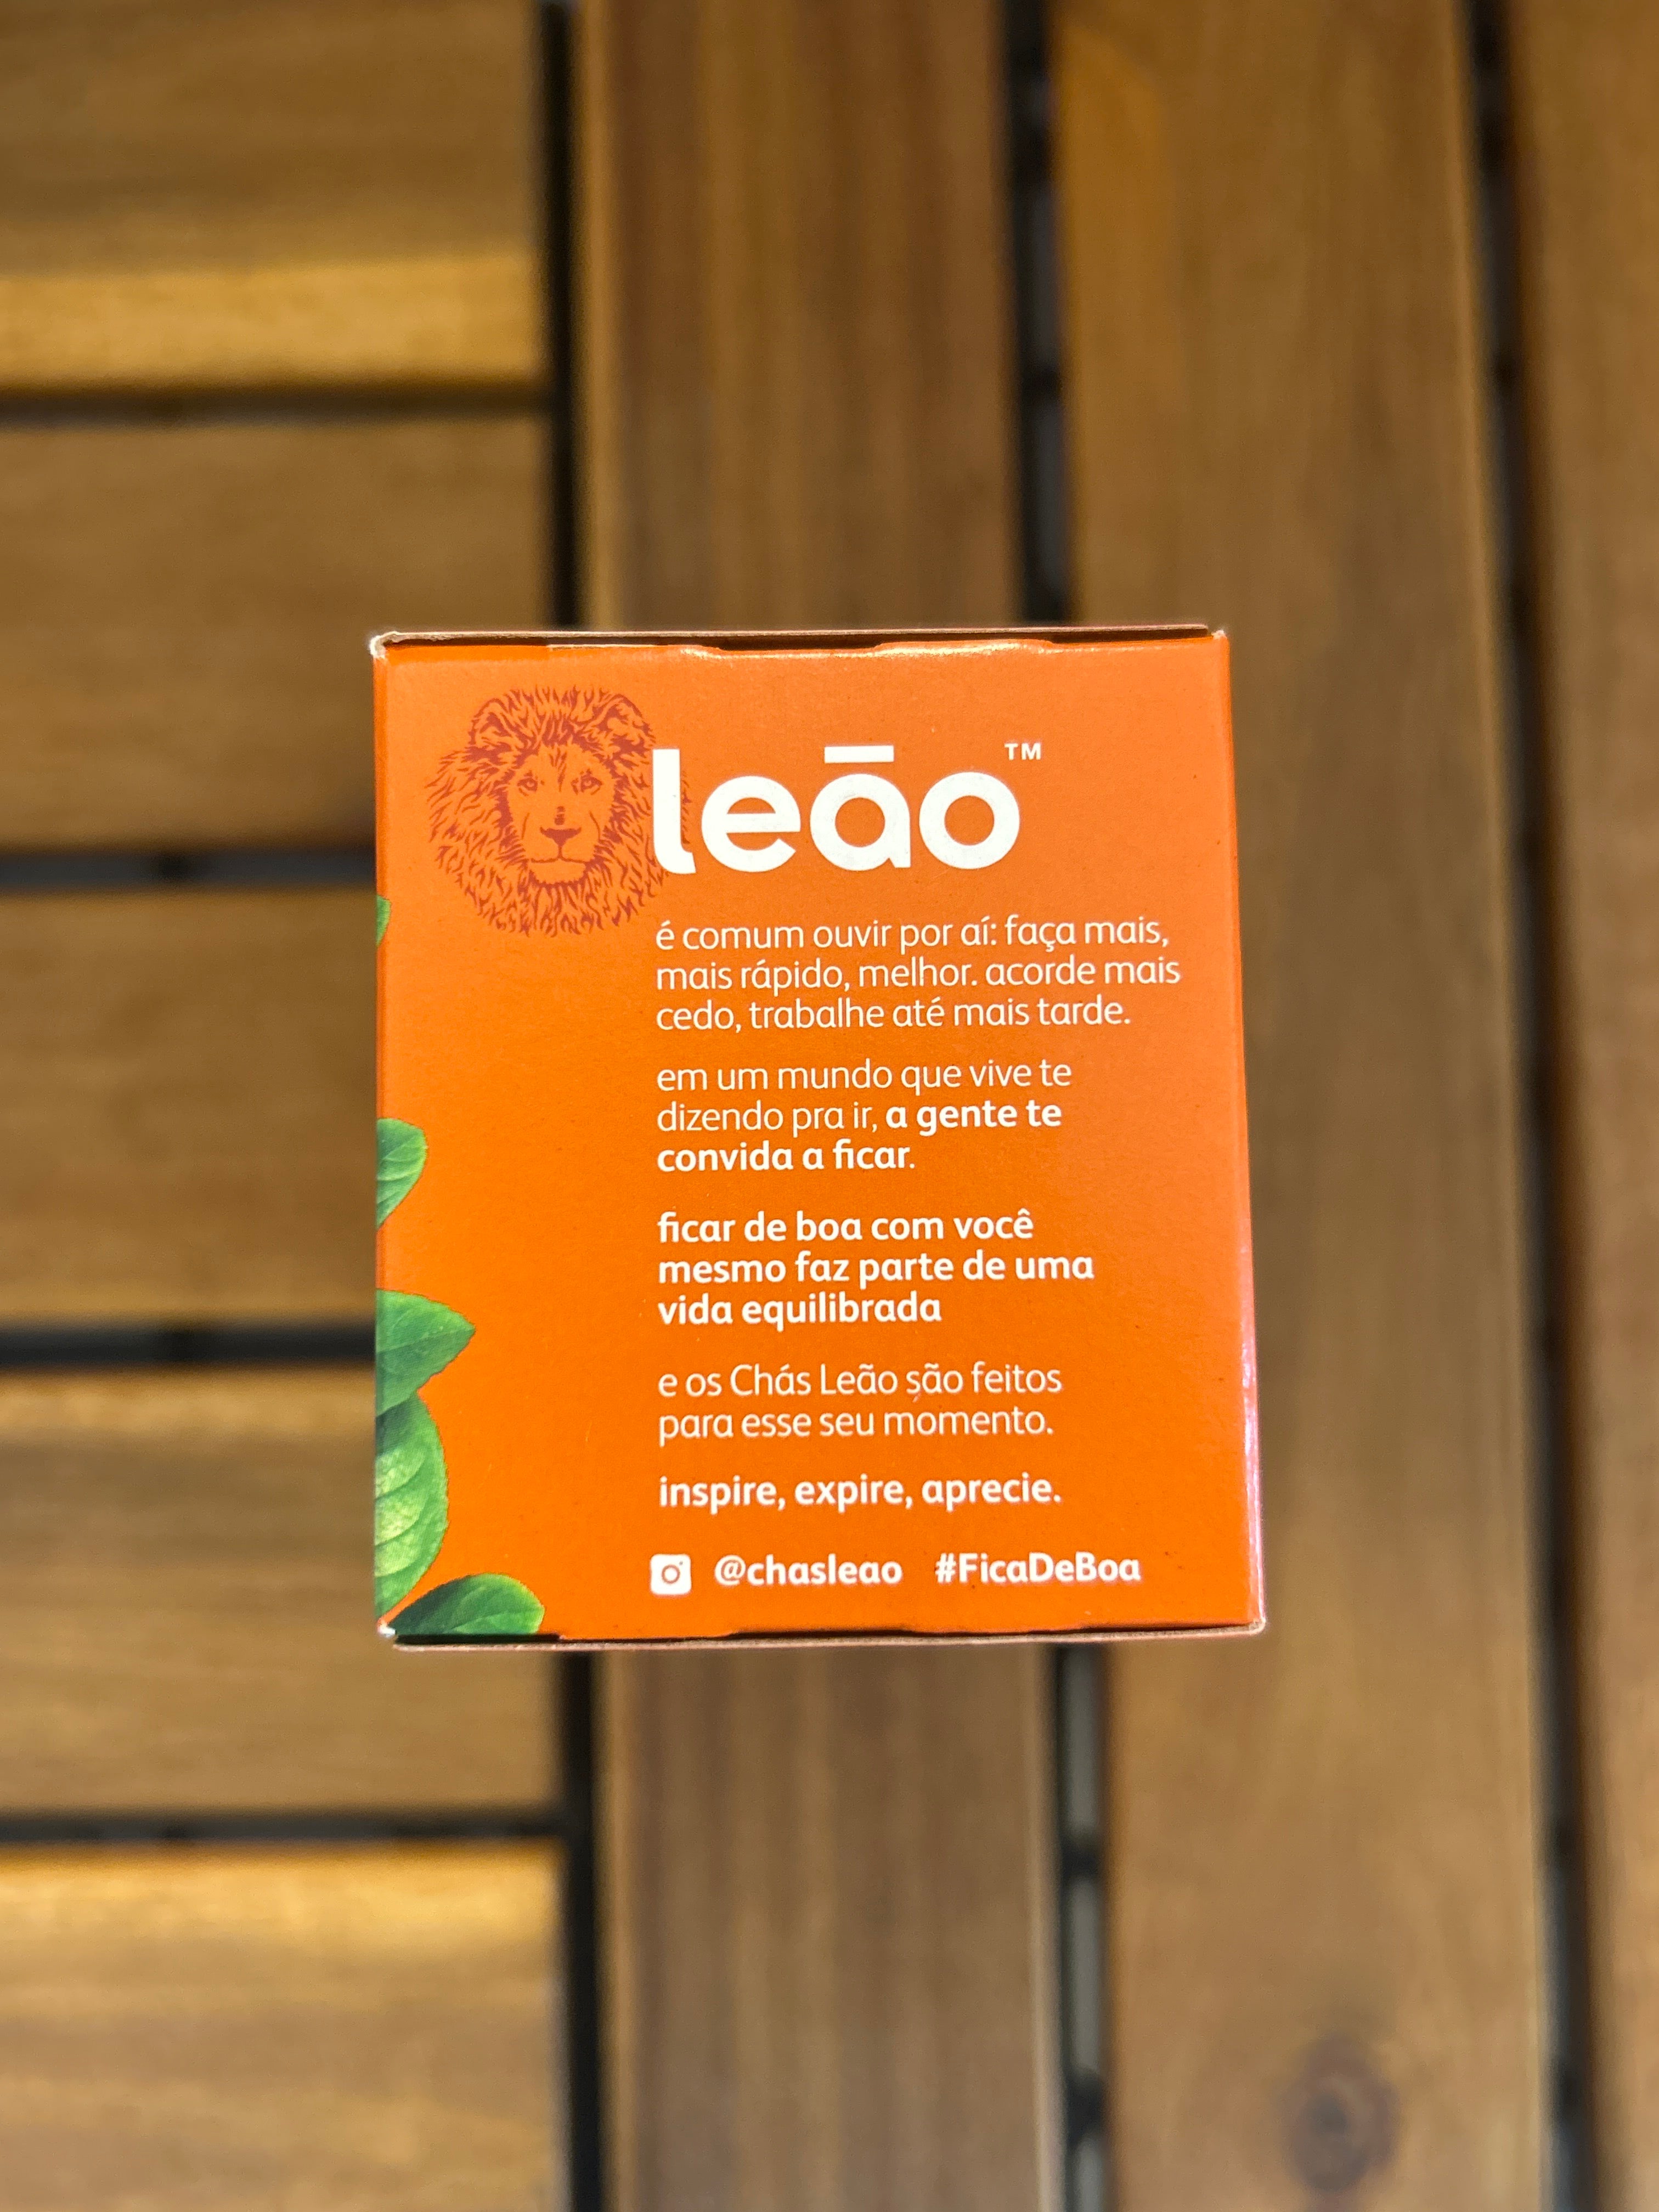 leão™
é comum ouvir por aí: faça mais,
mais rápido, melhor. acorde mais
cedo, trabalhe até mais tarde.
em um mundo que vive te
dizendo pra ir, a gente te
convida a ficar.
ficar de boa com você
mesmo faz parte de uma
vida equilibrada
e os Chás Leão são feitos
para esse seu momento.
inspire, expire, aprecie.
@chasleao #FicaDeBoa